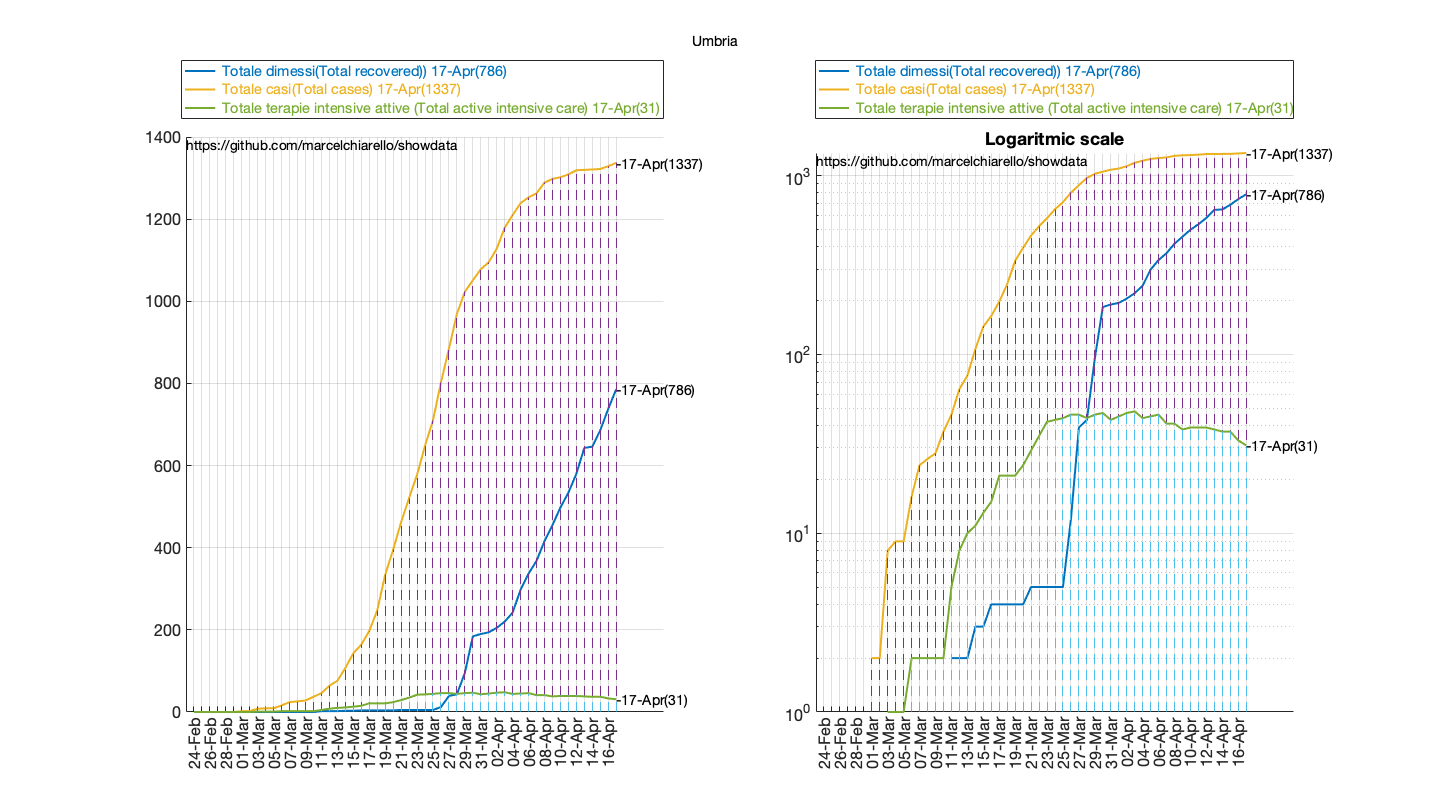 Umbria
Totale dimessi(Total recovered)) 17-Apr(786)
Totale casi(Total cases) 17-Apr(1337)
Totale terapie intensive attive (Total active intensive care) 17-Apr(31)
https://github.com/marcelchiarello/showdata
1400
1200
1000
800
600
400
200
0
17-Apr(1337)
17-Apr(786)
17-Apr(31)
24-Feb
26-Feb
28-Feb
01-Mar
03-Mar
05-Mar
07-Mar
09-Mar
11-Mar
13-Mar
15-Mar
17-Mar
19-Mar
21-Mar
23-Mar
25-Mar
27-Mar
29-Mar
31-Mar
02-Apr
04-Apr
06-Apr
08-Apr
10-Apr
12-Apr
14-Apr
16-Apr
Totale dimessi(Total recovered)) 17-Apr(786)
Totale casi(Total cases) 17-Apr(1337)
Totale terapie intensive attive (Total active intensive care) 17-Apr(31)
Logaritmic scale
https://github.com/marcelchiarello/showdata
10³
10²
10¹
10⁰
17-Apr(1337)
17-Apr(786)
17-Apr(31)
24-Feb
26-Feb
28-Feb
01-Mar
03-Mar
05-Mar
07-Mar
09-Mar
11-Mar
13-Mar
15-Mar
17-Mar
19-Mar
21-Mar
23-Mar
25-Mar
27-Mar
29-Mar
31-Mar
02-Apr
04-Apr
06-Apr
08-Apr
10-Apr
12-Apr
14-Apr
16-Apr